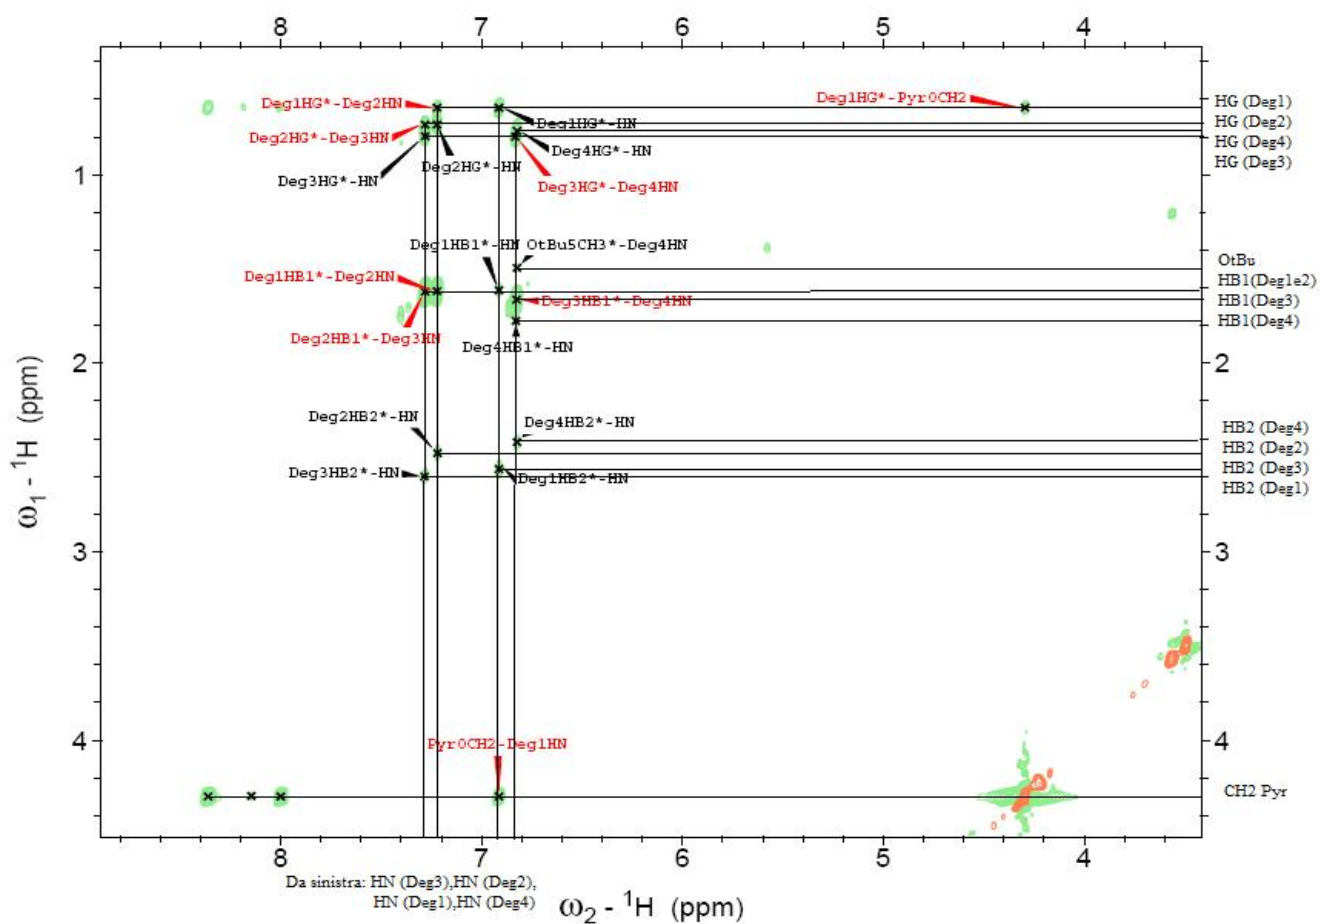 8 7 6 5 4
Deg1HG*-Deg2HN
Deg1HG*-Pyr0CH2
HG (Deg1)
Deg1HG*-HN
HG (Deg2)
Deg2HG*-Deg3HN
HG (Deg4)
Deg4HG*-HN
HG (Deg3)
Deg2HG*-HN
1
Deg3HG*-HN
Deg3HG*-Deg4HN
1
Deg1HB1*-HN
OtBu5CH3*-Deg4HN
OtBu
Deg1HB1*-Deg2HN
HB1(Deg1e2)
Deg3HB1*-Deg4HN
HB1(Deg3)
HB1(Deg4)
Deg2HB1*-Deg3HN
Deg4HB1*-HN
2
2
Deg2HB2*-HN
Deg4HB2*-HN
HB2 (Deg4)
HB2 (Deg2)
Deg3HB2*-HN
Deg1HB2*-HN
HB2 (Deg3)
HB2 (Deg1)
ω1 - 1H (ppm)
3
3
4
Pyr0CH2-Deg1HN
4
CH2 Pyr
8 7 6 5 4
Da sinistra: HN (Deg3),HN (Deg2),
HN (Deg1),HN (Deg4)
ω2 - 1H (ppm)